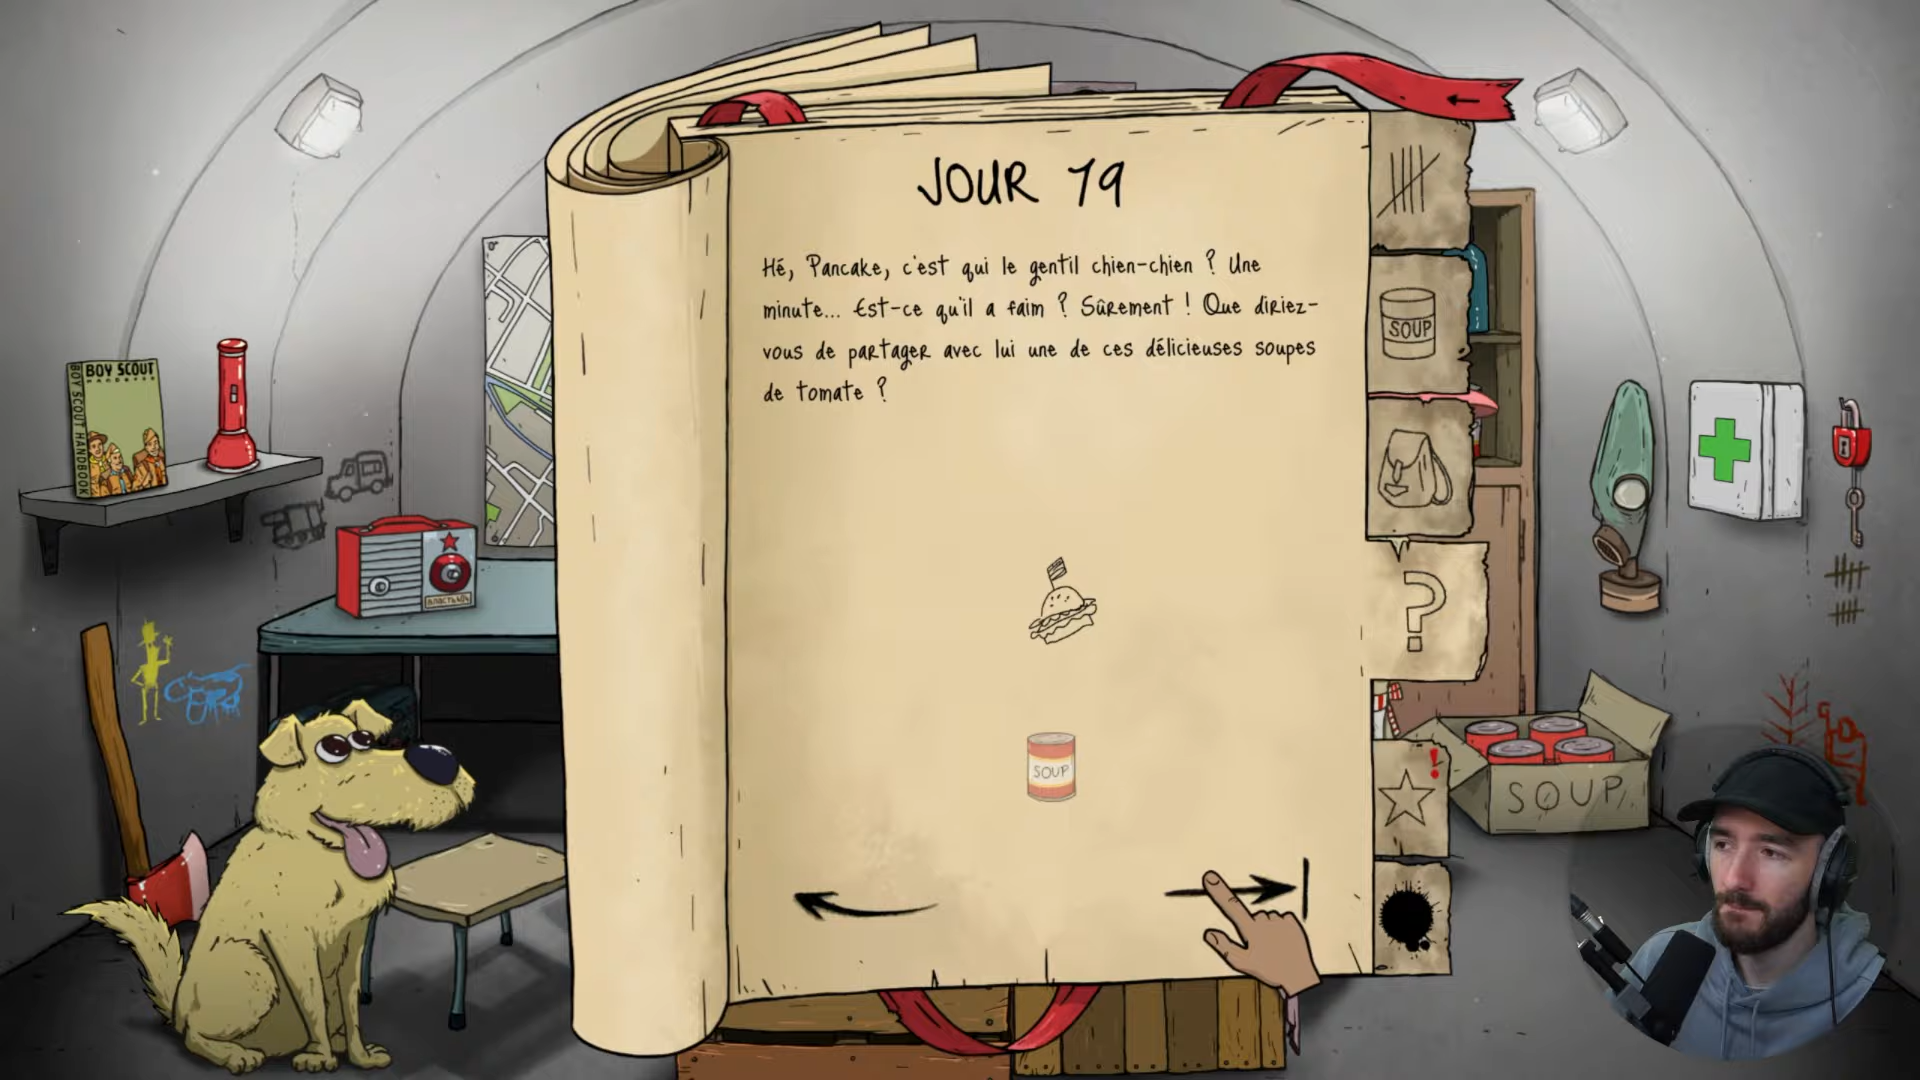 JOUR 79
Hé, Pancake, c'est qui le gentil chien-chien ? Une
minute... Est-ce qu'il a faim ? Sûrement ! Que diriez-
vous de partager avec lui une de ces délicieuses soupes
de tomate ?
SOUP
SOUP
!
?
BOY SCOUT
HANDBOOK
BOY SCOUT HANDBOOK
SOUP